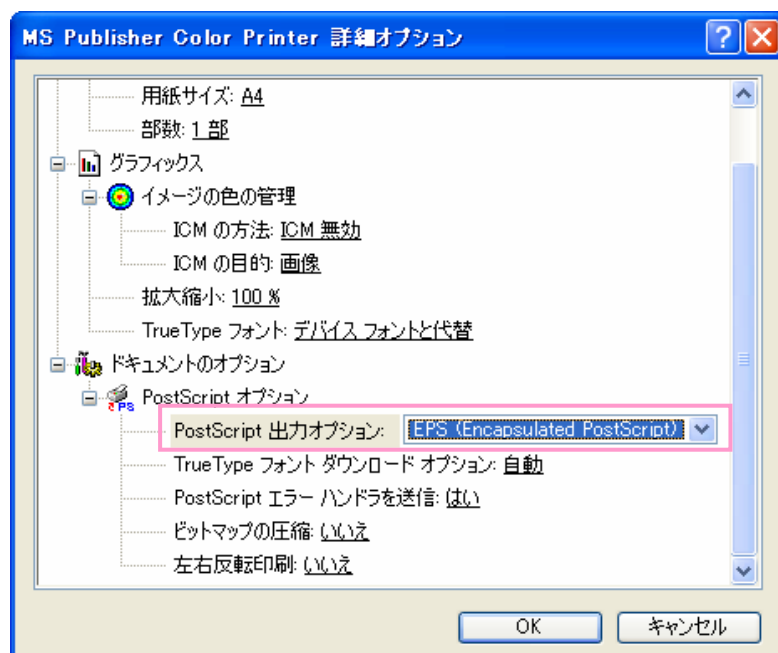 MS Publisher Color Printer 詳細オプション
用紙サイズ: A4
部数: 1 部
グラフィックス
イメージの色の管理
ICM の方法: ICM 無効
ICM の目的: 画像
拡大縮小: 100 %
TrueType フォント: デバイス フォントと代替
ドキュメントのオプション
PostScript オプション
PostScript 出力オプション: EPS (Encapsulated PostScript)
TrueType フォント ダウンロード オプション: 自動
PostScript エラー ハンドラを送信: はい
ビットマップの圧縮: いいえ
左右反転印刷: いいえ
OK キャンセル